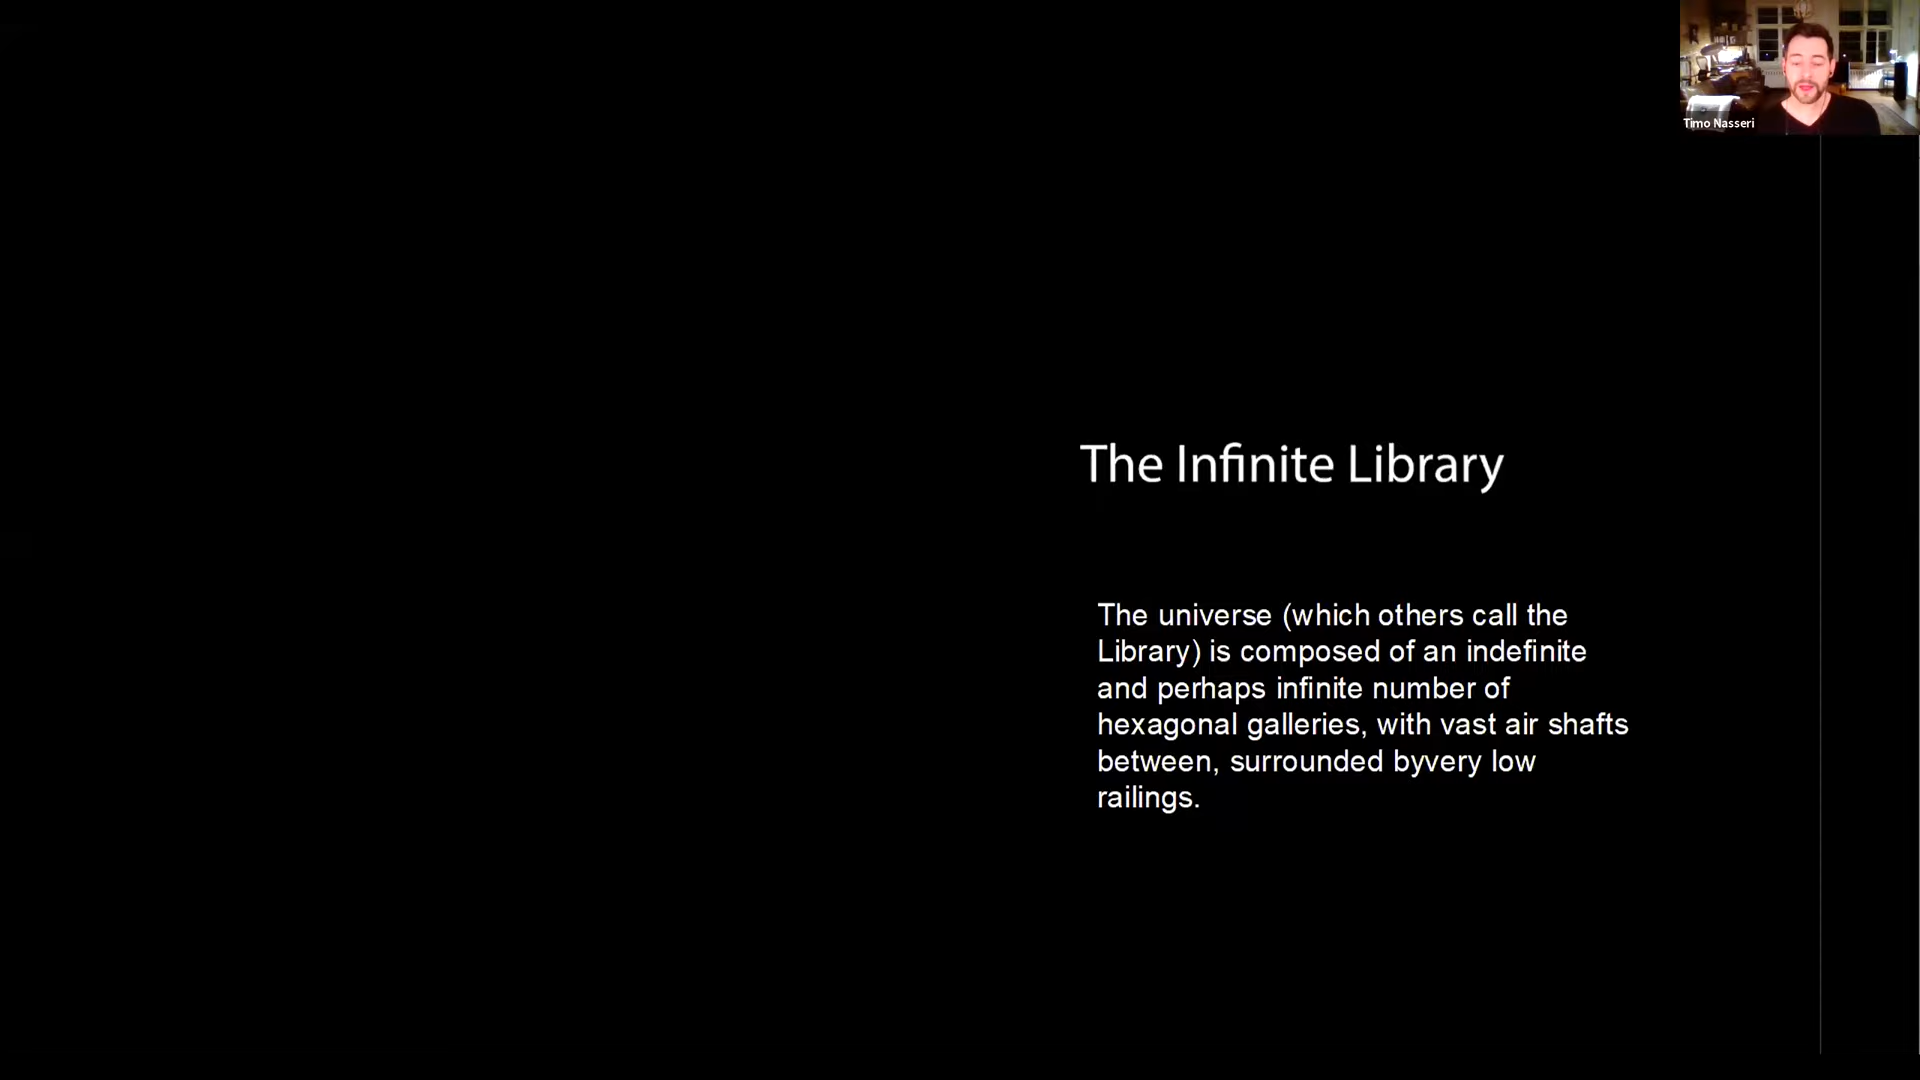 Timo Nasseri
The Infinite Library
The universe (which others call the
Library) is composed of an indefinite
and perhaps infinite number of
hexagonal galleries, with vast air shafts
between, surrounded byvery low
railings.